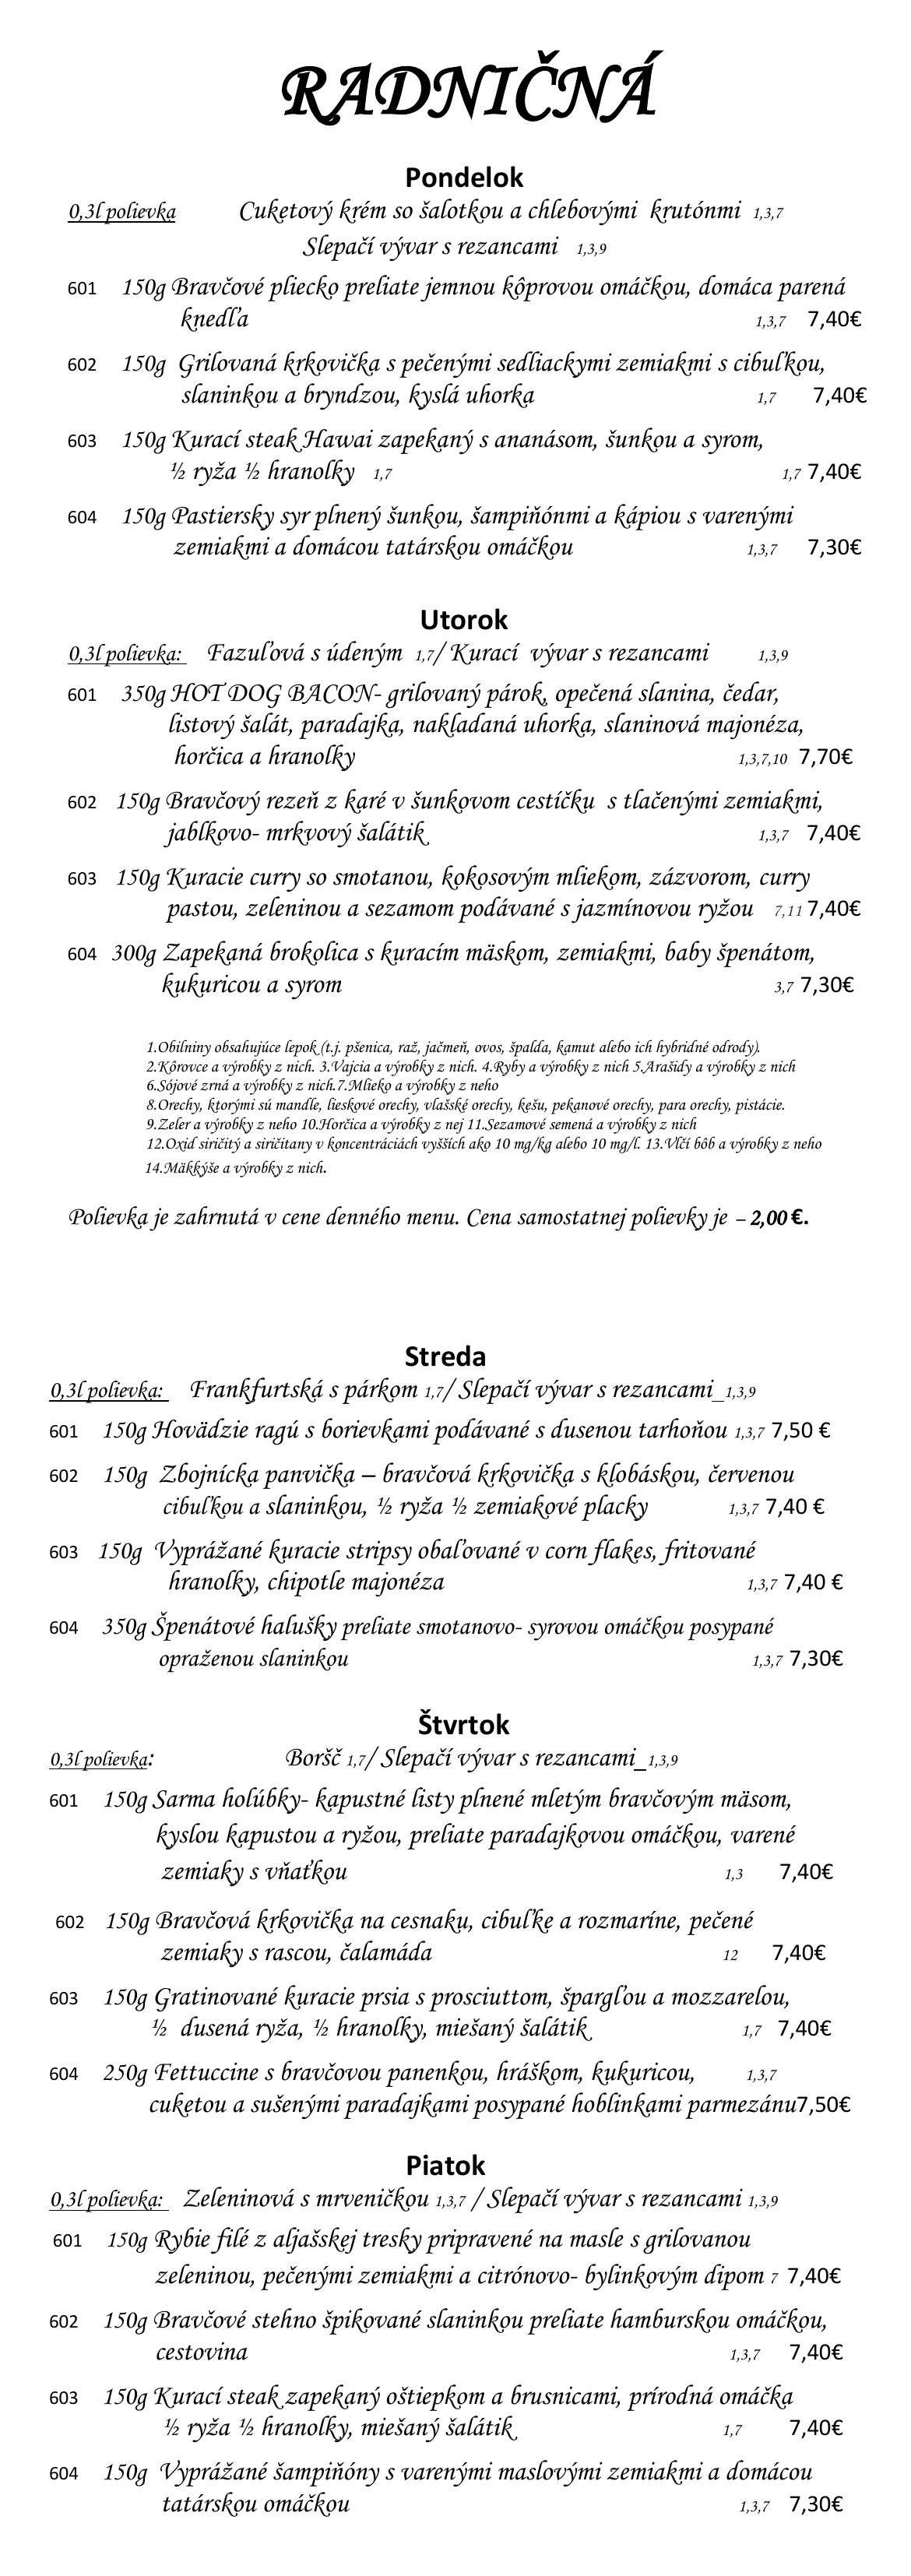 RADNIČNÁ
Pondelok
0,3l polievka Cuketový krém so šalotkou a chlebovými krutónmi 1,3,7
Slepačí vývar s rezancami 1,3,9
601 150g Bravčové pliecko preliate jemnou kôprovou omáčkou, domáca parená
knedľa 1,3,7 7,40€
602 150g Grilovaná krkovička s pečenými sedliackymi zemiakmi s cibuľkou,
slaninkou a bryndzou, kyslá uhorka 1,7 7,40€
603 150g Kurací steak Hawai zapekaný s ananásom, šunkou a syrom,
½ ryža ½ hranolky 1,7 1,7 7,40€
604 150g Pastiersky syr plnený šunkou, šampiňónmi a kápiou s varenými
zemiakmi a domácou tatárskou omáčkou 1,3,7 7,30€
Utorok
0,3l polievka: Fazuľová s údeným 1,7/ Kurací vývar s rezancami 1,3,9
601 350g HOT DOG BACON- grilovaný párok, opečená slanina, čedar,
listový šalát, paradajka, nakladaná uhorka, slaninová majonéza,
horčica a hranolky 1,3,7,10 7,70€
602 150g Bravčový rezeň z karé v šunkovom cestíčku s tlačenými zemiakmi,
jablkovo- mrkvový šalátik 1,3,7 7,40€
603 150g Kuracie curry so smotanou, kokosovým mliekom, zázvorom, curry
pastou, zeleninou a sezamom podávané s jazmínovou ryžou 7,11 7,40€
604 300g Zapekaná brokolica s kuracím mäskom, zemiakmi, baby špenátom,
kukuricou a syrom 3,7 7,30€
1.Obilniny obsahujúce lepok (t.j. pšenica, raž, jačmeň, ovos, špalda, kamut alebo ich hybridné odrody).
2.Kôrovce a výrobky z nich. 3.Vajcia a výrobky z nich. 4.Ryby a výrobky z nich 5.Arašidy a výrobky z nich
6.Sójové zrná a výrobky z nich.7.Mlieko a výrobky z neho
8.Orechy, ktorými sú mandle, lieskové orechy, vlašské orechy, kešu, pekanové orechy, para orechy, pistácie.
9.Zeler a výrobky z neho 10.Horčica a výrobky z nej 11.Sezamové semená a výrobky z nich
12.Oxid siričitý a siričitany v koncentráciách vyšších ako 10 mg/kg alebo 10 mg/l. 13.Vlčí bôb a výrobky z neho
14.Mäkkýše a výrobky z nich.
Polievka je zahrnutá v cene denného menu. Cena samostatnej polievky je – 2,00 €.
Streda
0,3l polievka: Frankfurtská s párkom 1,7/ Slepačí vývar s rezancami_1,3,9
601 150g Hovädzie ragú s borievkami podávané s dusenou tarhoňou 1,3,7 7,50 €
602 150g Zbojnícka panvička – bravčová krkovička s klobáskou, červenou
cibuľkou a slaninkou, ½ ryža ½ zemiakové placky 1,3,7 7,40 €
603 150g Vyprážané kuracie stripsy obaľované v corn flakes, fritované
hranolky, chipotle majonéza 1,3,7 7,40 €
604 350g Špenátové halušky preliate smotanovo- syrovou omáčkou posypané
opraženou slaninkou 1,3,7 7,30€
Štvrtok
0,3l polievka: Boršč 1,7/ Slepačí vývar s rezancami_1,3,9
601 150g Sarma holúbky- kapustné listy plnené mletým bravčovým mäsom,
kyslou kapustou a ryžou, preliate paradajkovou omáčkou, varené
zemiaky s vňaťkou 1,3 7,40€
602 150g Bravčová krkovička na cesnaku, cibuľke a rozmaríne, pečené
zemiaky s rascou, čalamáda 12 7,40€
603 150g Gratinované kuracie prsia s prosciuttom, špargľou a mozzarelou,
½ dusená ryža, ½ hranolky, miešaný šalátik 1,7 7,40€
604 250g Fettuccine s bravčovou panenkou, hráškom, kukuricou, 1,3,7
cuketou a sušenými paradajkami posypané hoblinkami parmezánu7,50€
Piatok
0,3l polievka: Zeleninová s mrveničkou 1,3,7 / Slepačí vývar s rezancami 1,3,9
601 150g Rybie filé z aljašskej tresky pripravené na masle s grilovanou
zeleninou, pečenými zemiakmi a citrónovo- bylinkovým dipom 7 7,40€
602 150g Bravčové stehno špikované slaninkou preliate hamburskou omáčkou,
cestovina 1,3,7 7,40€
603 150g Kurací steak zapekaný oštiepkom a brusnicami, prírodná omáčka
½ ryža ½ hranolky, miešaný šalátik 1,7 7,40€
604 150g Vyprážané šampiňóny s varenými maslovými zemiakmi a domácou
tatárskou omáčkou 1,3,7 7,30€